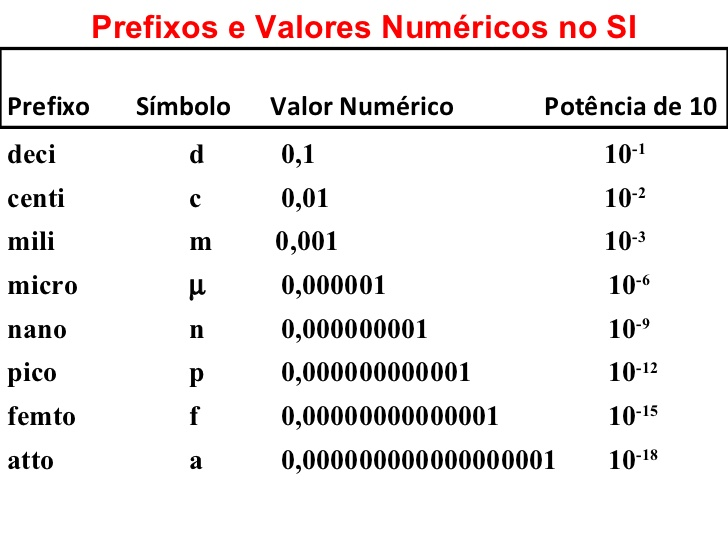 Prefixos e Valores Numéricos no SI
Prefixo Símbolo Valor Numérico Potência de 10
deci d 0,1 10⁻¹
centi c 0,01 10⁻²
mili m 0,001 10⁻³
micro μ 0,000001 10⁻⁶
nano n 0,000000001 10⁻⁹
pico p 0,000000000001 10⁻¹²
femto f 0,00000000000001 10⁻¹⁵
atto a 0,000000000000000001 10⁻¹⁸